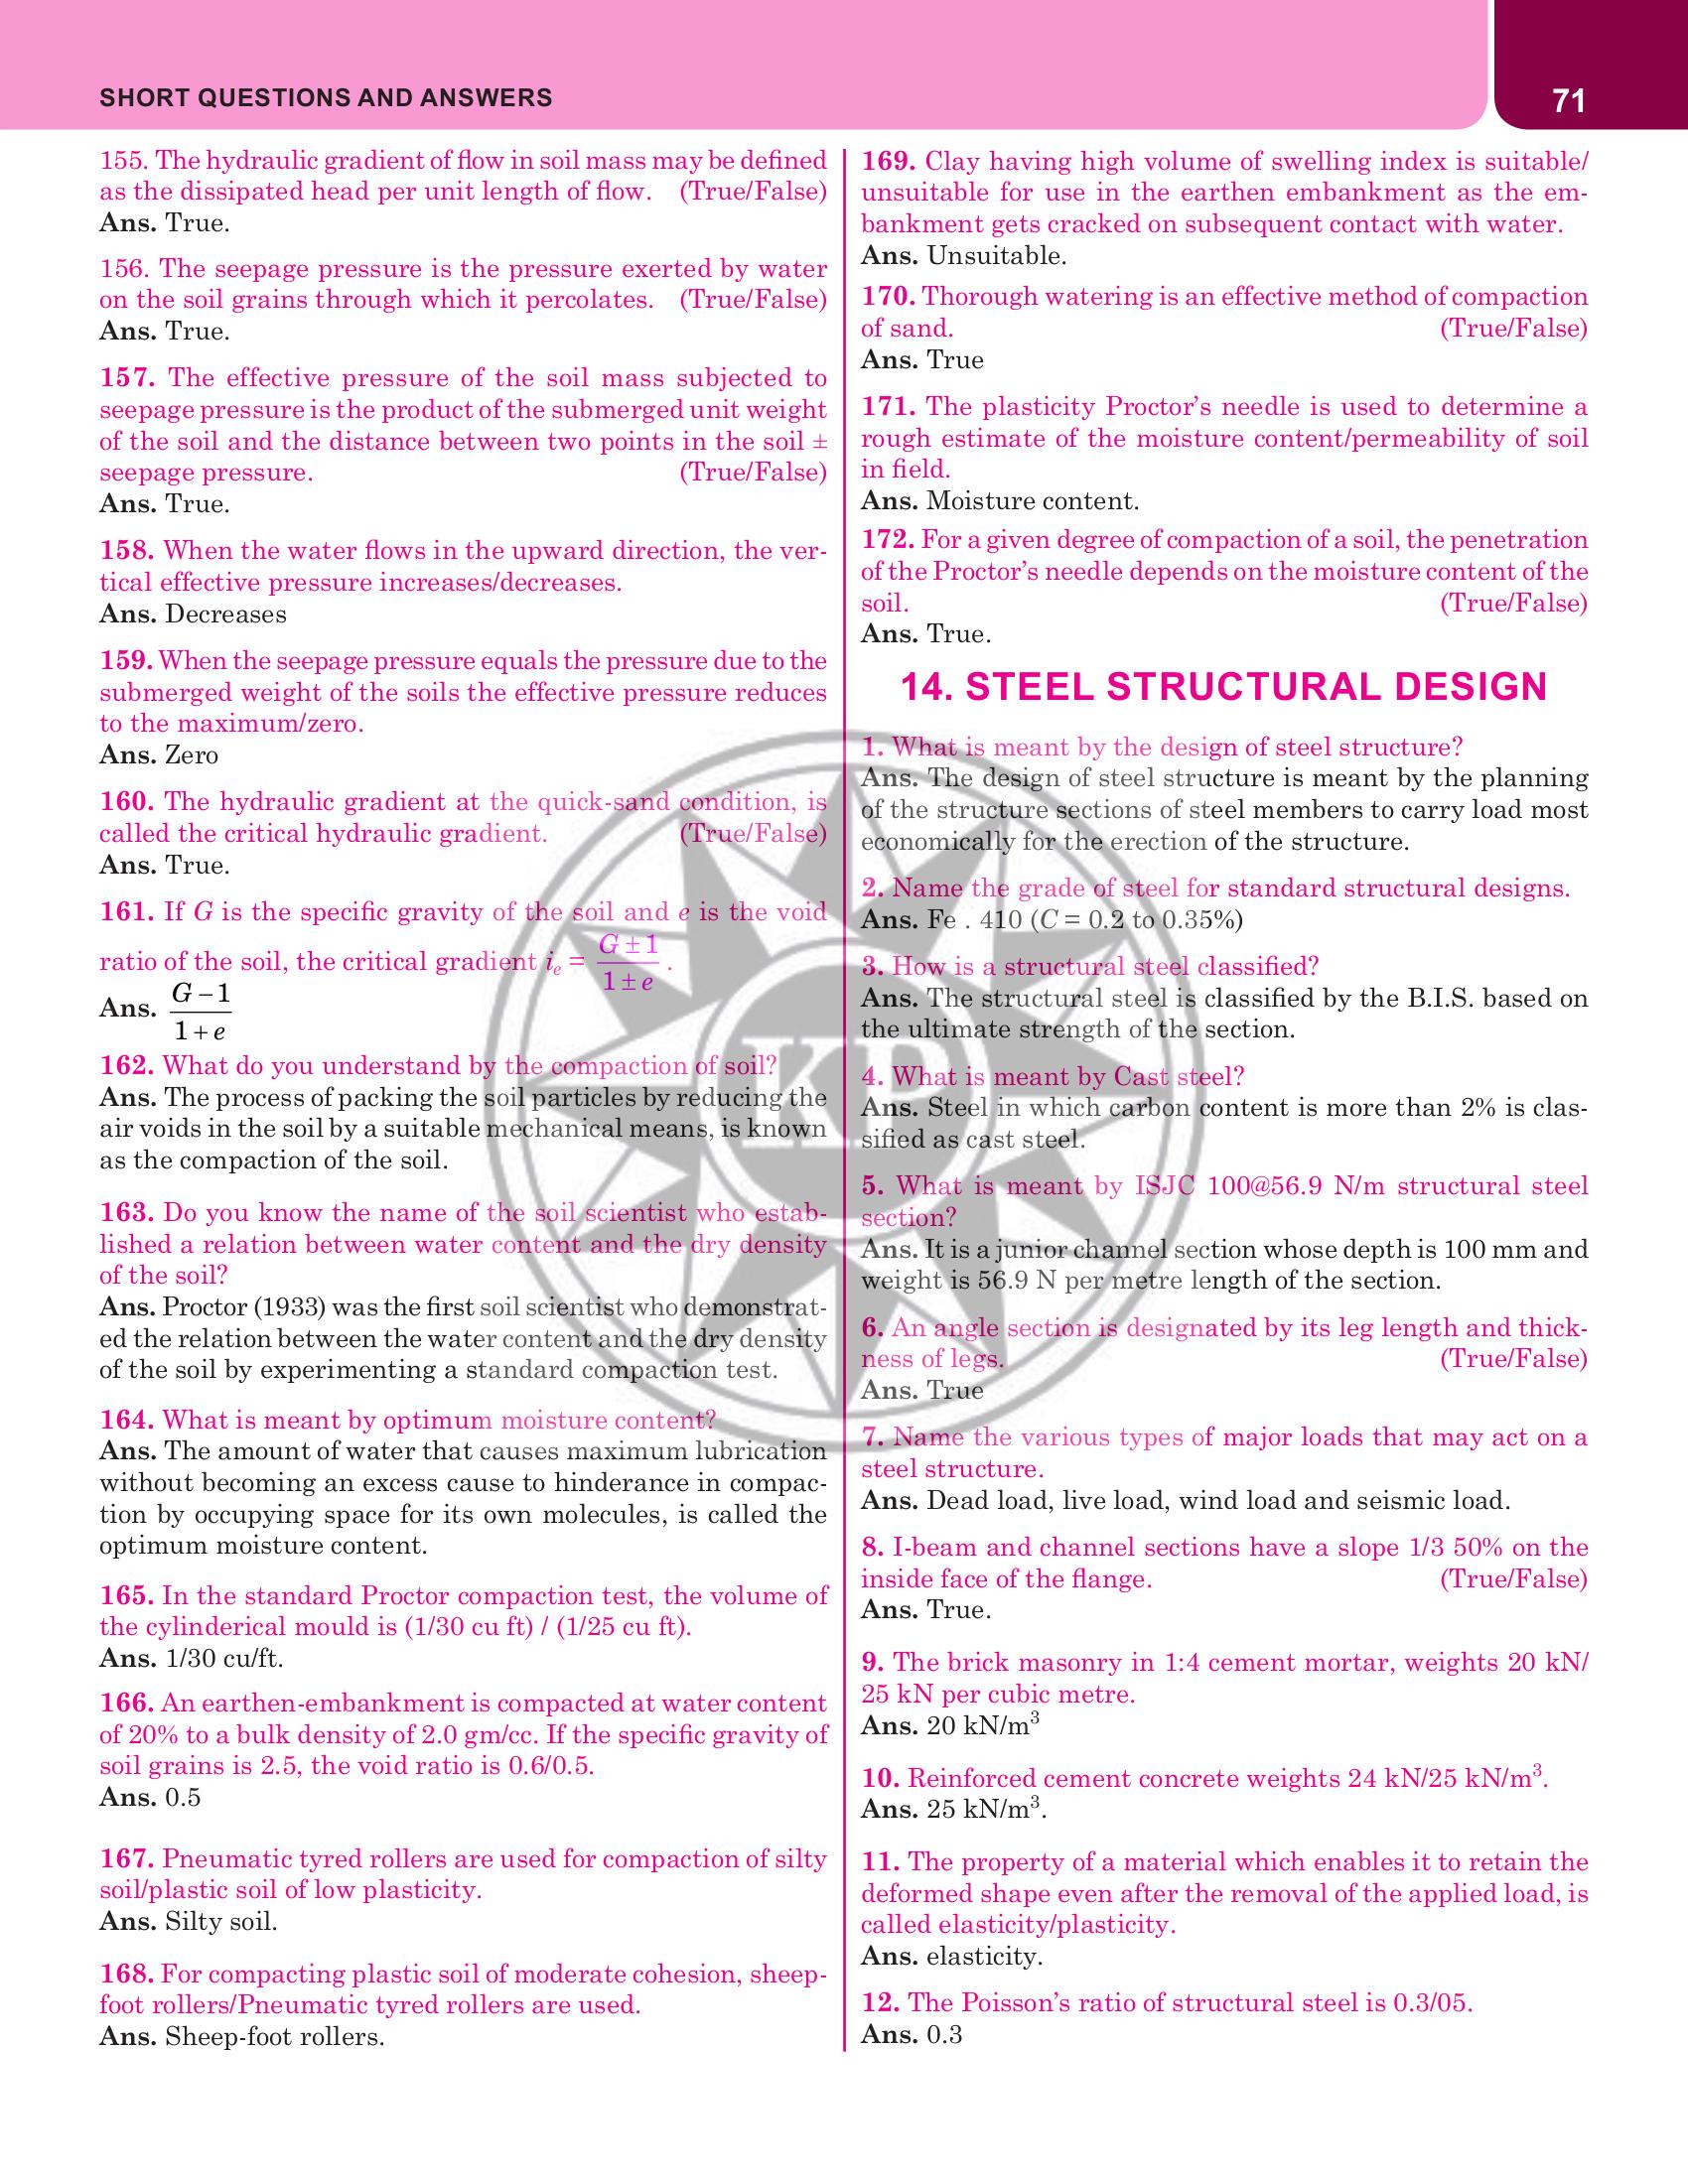 SHORT QUESTIONS AND ANSWERS
71
155. The hydraulic gradient of flow in soil mass may be defined
as the dissipated head per unit length of flow. (True/False)
Ans. True.
156. The seepage pressure is the pressure exerted by water
on the soil grains through which it percolates. (True/False)
Ans. True.
157. The effective pressure of the soil mass subjected to
seepage pressure is the product of the submerged unit weight
of the soil and the distance between two points in the soil ±
seepage pressure. (True/False)
Ans. True.
158. When the water flows in the upward direction, the ver-
tical effective pressure increases/decreases.
Ans. Decreases
159. When the seepage pressure equals the pressure due to the
submerged weight of the soils the effective pressure reduces
to the maximum/zero.
Ans. Zero
160. The hydraulic gradient at the quick-sand condition, is
called the critical hydraulic gradient. (True/False)
Ans. True.
161. If G is the specific gravity of the soil and e is the void
ratio of the soil, the critical gradient ie = G ± 1 / 1 ± e .
Ans. G – 1 / 1 + e
162. What do you understand by the compaction of soil?
Ans. The process of packing the soil particles by reducing the
air voids in the soil by a suitable mechanical means, is known
as the compaction of the soil.
163. Do you know the name of the soil scientist who estab-
lished a relation between water content and the dry density
of the soil?
Ans. Proctor (1933) was the first soil scientist who demonstrat-
ed the relation between the water content and the dry density
of the soil by experimenting a standard compaction test.
164. What is meant by optimum moisture content?
Ans. The amount of water that causes maximum lubrication
without becoming an excess cause to hinderance in compac-
tion by occupying space for its own molecules, is called the
optimum moisture content.
165. In the standard Proctor compaction test, the volume of
the cylinderical mould is (1/30 cu ft) / (1/25 cu ft).
Ans. 1/30 cu/ft.
166. An earthen-embankment is compacted at water content
of 20% to a bulk density of 2.0 gm/cc. If the specific gravity of
soil grains is 2.5, the void ratio is 0.6/0.5.
Ans. 0.5
167. Pneumatic tyred rollers are used for compaction of silty
soil/plastic soil of low plasticity.
Ans. Silty soil.
168. For compacting plastic soil of moderate cohesion, sheep-
foot rollers/Pneumatic tyred rollers are used.
Ans. Sheep-foot rollers.
169. Clay having high volume of swelling index is suitable/
unsuitable for use in the earthen embankment as the em-
bankment gets cracked on subsequent contact with water.
Ans. Unsuitable.
170. Thorough watering is an effective method of compaction
of sand. (True/False)
Ans. True
171. The plasticity Proctor's needle is used to determine a
rough estimate of the moisture content/permeability of soil
in field.
Ans. Moisture content.
172. For a given degree of compaction of a soil, the penetration
of the Proctor's needle depends on the moisture content of the
soil. (True/False)
Ans. True.
14. STEEL STRUCTURAL DESIGN
1. What is meant by the design of steel structure?
Ans. The design of steel structure is meant by the planning
of the structure sections of steel members to carry load most
economically for the erection of the structure.
2. Name the grade of steel for standard structural designs.
Ans. Fe . 410 (C = 0.2 to 0.35%)
3. How is a structural steel classified?
Ans. The structural steel is classified by the B.I.S. based on
the ultimate strength of the section.
4. What is meant by Cast steel?
Ans. Steel in which carbon content is more than 2% is clas-
sified as cast steel.
5. What is meant by ISJC 100@56.9 N/m structural steel
section?
Ans. It is a junior channel section whose depth is 100 mm and
weight is 56.9 N per metre length of the section.
6. An angle section is designated by its leg length and thick-
ness of legs. (True/False)
Ans. True
7. Name the various types of major loads that may act on a
steel structure.
Ans. Dead load, live load, wind load and seismic load.
8. I-beam and channel sections have a slope 1/3 50% on the
inside face of the flange. (True/False)
Ans. True.
9. The brick masonry in 1:4 cement mortar, weights 20 kN/
25 kN per cubic metre.
Ans. 20 kN/m³
10. Reinforced cement concrete weights 24 kN/25 kN/m³.
Ans. 25 kN/m³.
11. The property of a material which enables it to retain the
deformed shape even after the removal of the applied load, is
called elasticity/plasticity.
Ans. elasticity.
12. The Poisson's ratio of structural steel is 0.3/05.
Ans. 0.3
KP